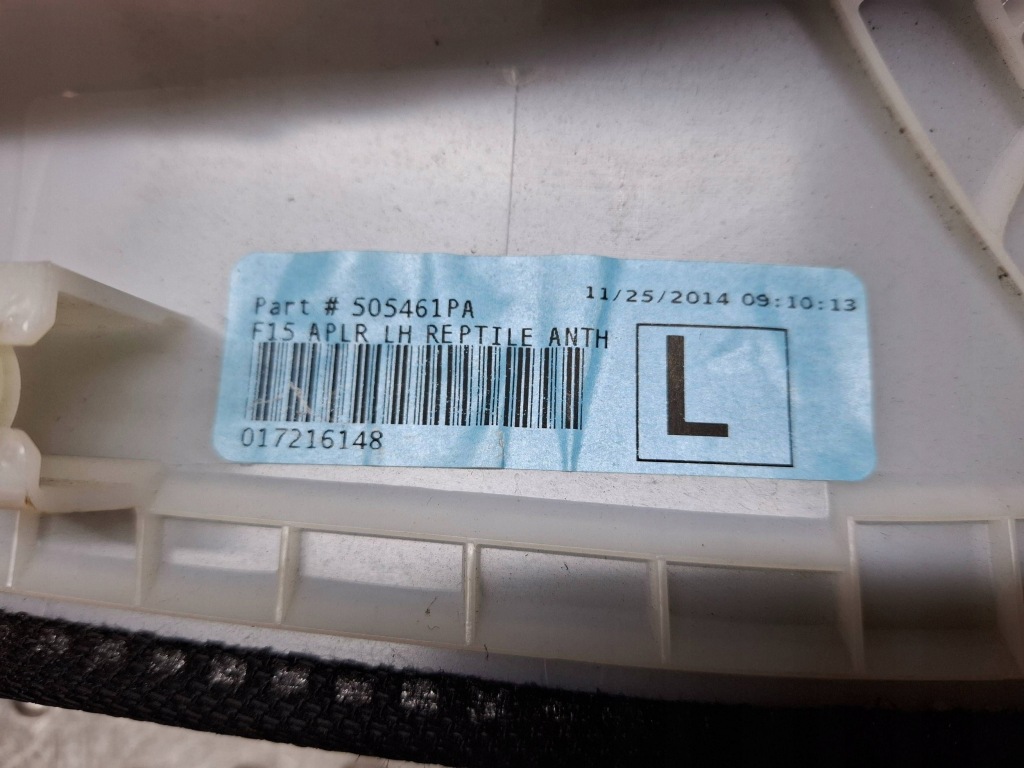 Part # 505461PA
11/25/2014 09:10:13
F15 APLR LH REPTILE ANTH
L
017216148